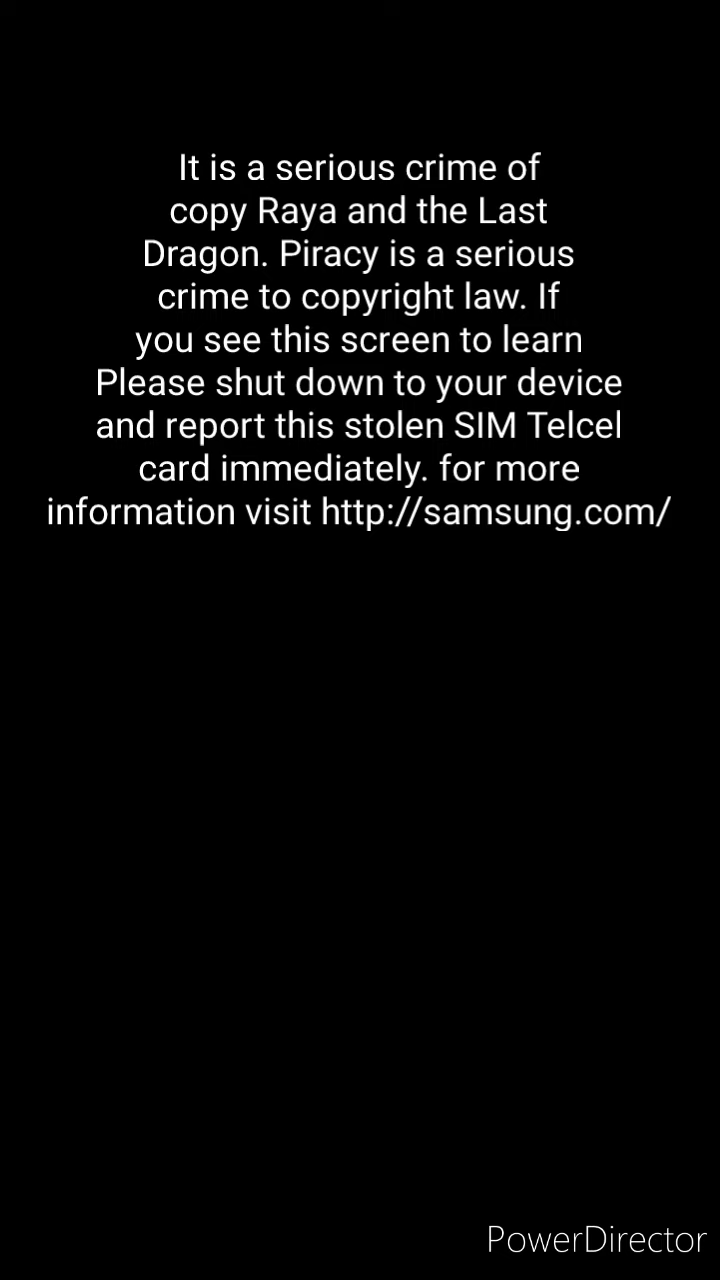 It is a serious crime of
copy Raya and the Last
Dragon. Piracy is a serious
crime to copyright law. If
you see this screen to learn
Please shut down to your device
and report this stolen SIM Telcel
card immediately. for more
information visit http://samsung.com/
PowerDirector